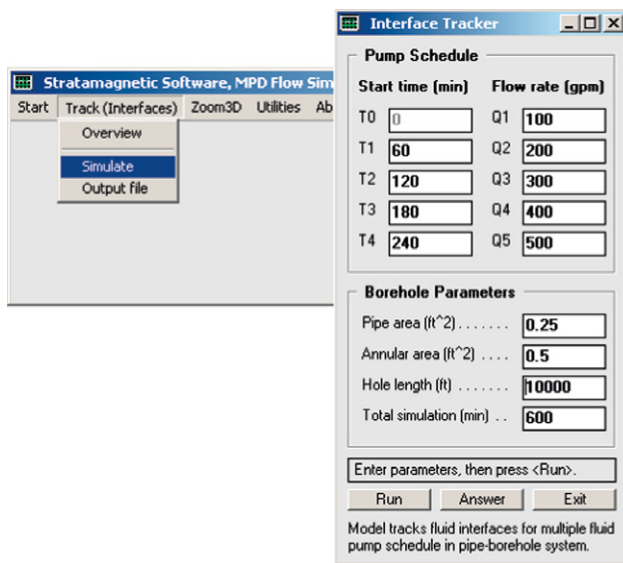 Stratamagnetic Software, MPD Flow Sim
Start Track (Interfaces) Zoom3D Utilities Ab
Overview
Simulate
Output file
Interface Tracker
Pump Schedule
Start time (min) Flow rate (gpm)
T0 0 Q1 100
T1 60 Q2 200
T2 120 Q3 300
T3 180 Q4 400
T4 240 Q5 500
Borehole Parameters
Pipe area (ft^2) . . . . . . . 0.25
Annular area (ft^2) . . . . 0.5
Hole length (ft) . . . . . . . 10000
Total simulation (min) . . 600
Enter parameters, then press <Run>.
Run Answer Exit
Model tracks fluid interfaces for multiple fluid
pump schedule in pipe-borehole system.